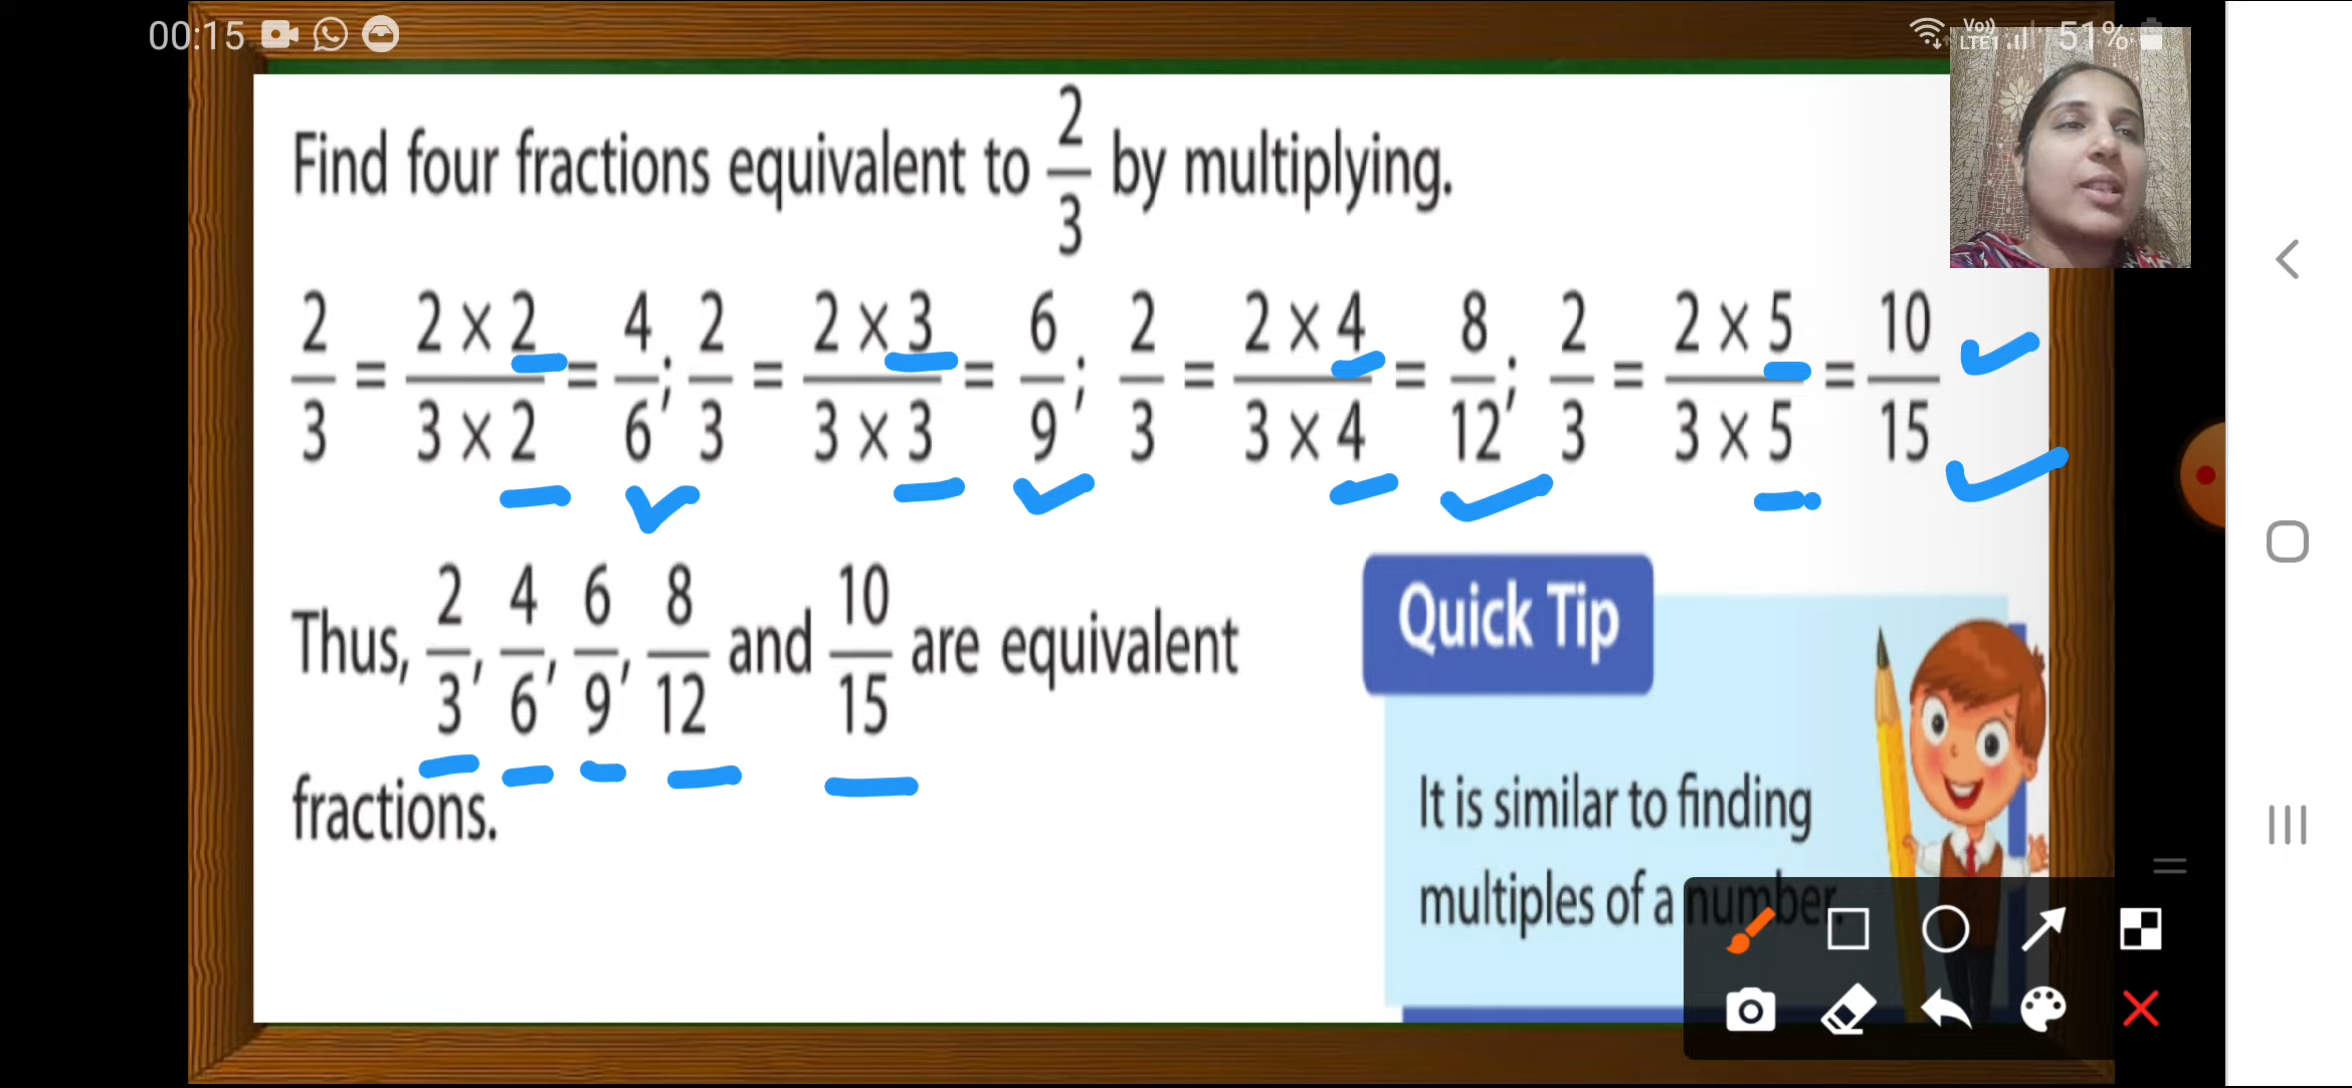 00:15 Vo)) LTE1 51%
Find four fractions equivalent to 2/3 by multiplying.
2/3 = 2 × 2/3 × 2 = 4/6; 2/3 = 2 × 3/3 × 3 = 6/9; 2/3 = 2 × 4/3 × 4 = 8/12; 2/3 = 2 × 5/3 × 5 = 10/15
Thus, 2/3, 4/6, 6/9, 8/12 and 10/15 are equivalent
fractions.
Quick Tip
It is similar to finding
multiples of a number.